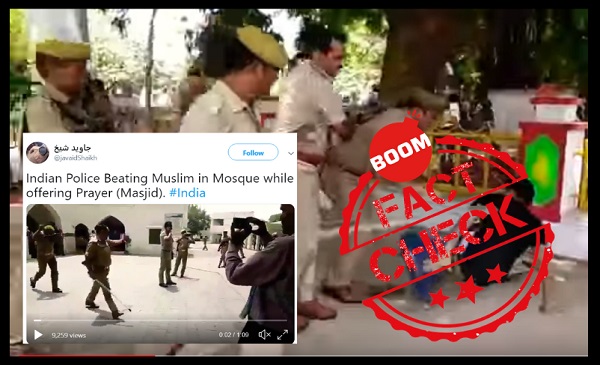 جاوید شیخ
@javaidShaikh
Follow
Indian Police Beating Muslim in Mosque while
offering Prayer (Masjid). #India
9,259 views
0:02 / 1:09
BOOM
FACT
CHECK